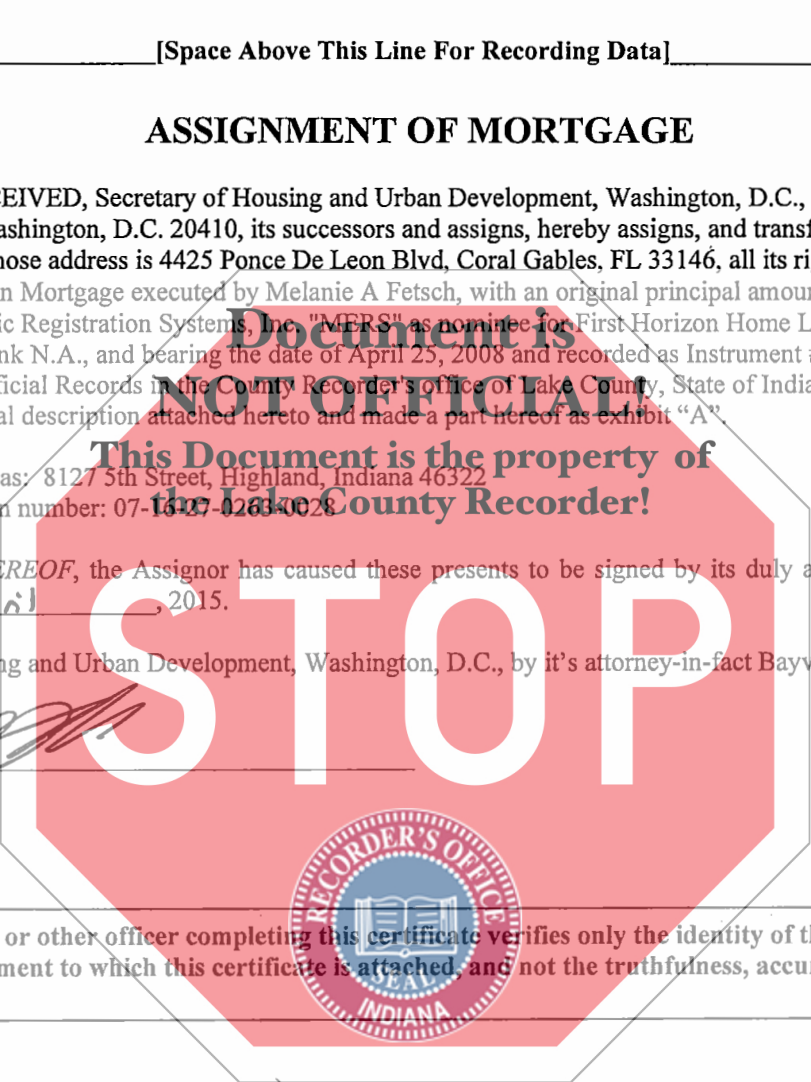 [Space Above This Line For Recording Data]
ASSIGNMENT OF MORTGAGE
CEIVED, Secretary of Housing and Urban Development, Washington, D.C.,
ashington, D.C. 20410, its successors and assigns, hereby assigns, and transf
hose address is 4425 Ponce De Leon Blvd, Coral Gables, FL 33146, all its ri
n Mortgage executed by Melanie A Fetsch, with an original principal amou
ic Registration Systems, Inc. "MERS" as nominee for First Horizon Home L
nk N.A., and bearing the date of April 25, 2008 and recorded as Instrument
ficial Records in the County Recorder's office of Lake County, State of India
al description attached hereto and made a part hereof as exhibit “A”.
Document is
NOT OFFICIAL!
This Document is the property of
the Lake County Recorder!
as: 8127 5th Street, Highland, Indiana 46322
n number: 07-16-27-0263-0028
EREOF, the Assignor has caused these presents to be signed by its duly a
, 2015.
ng and Urban Development, Washington, D.C., by it’s attorney-in-fact Bayv
STOP
RECORDER'S OFFICE
SEAL
INDIANA
or other officer completing this certificate verifies only the identity of t
ment to which this certificate is attached, and not the truthfulness, accu